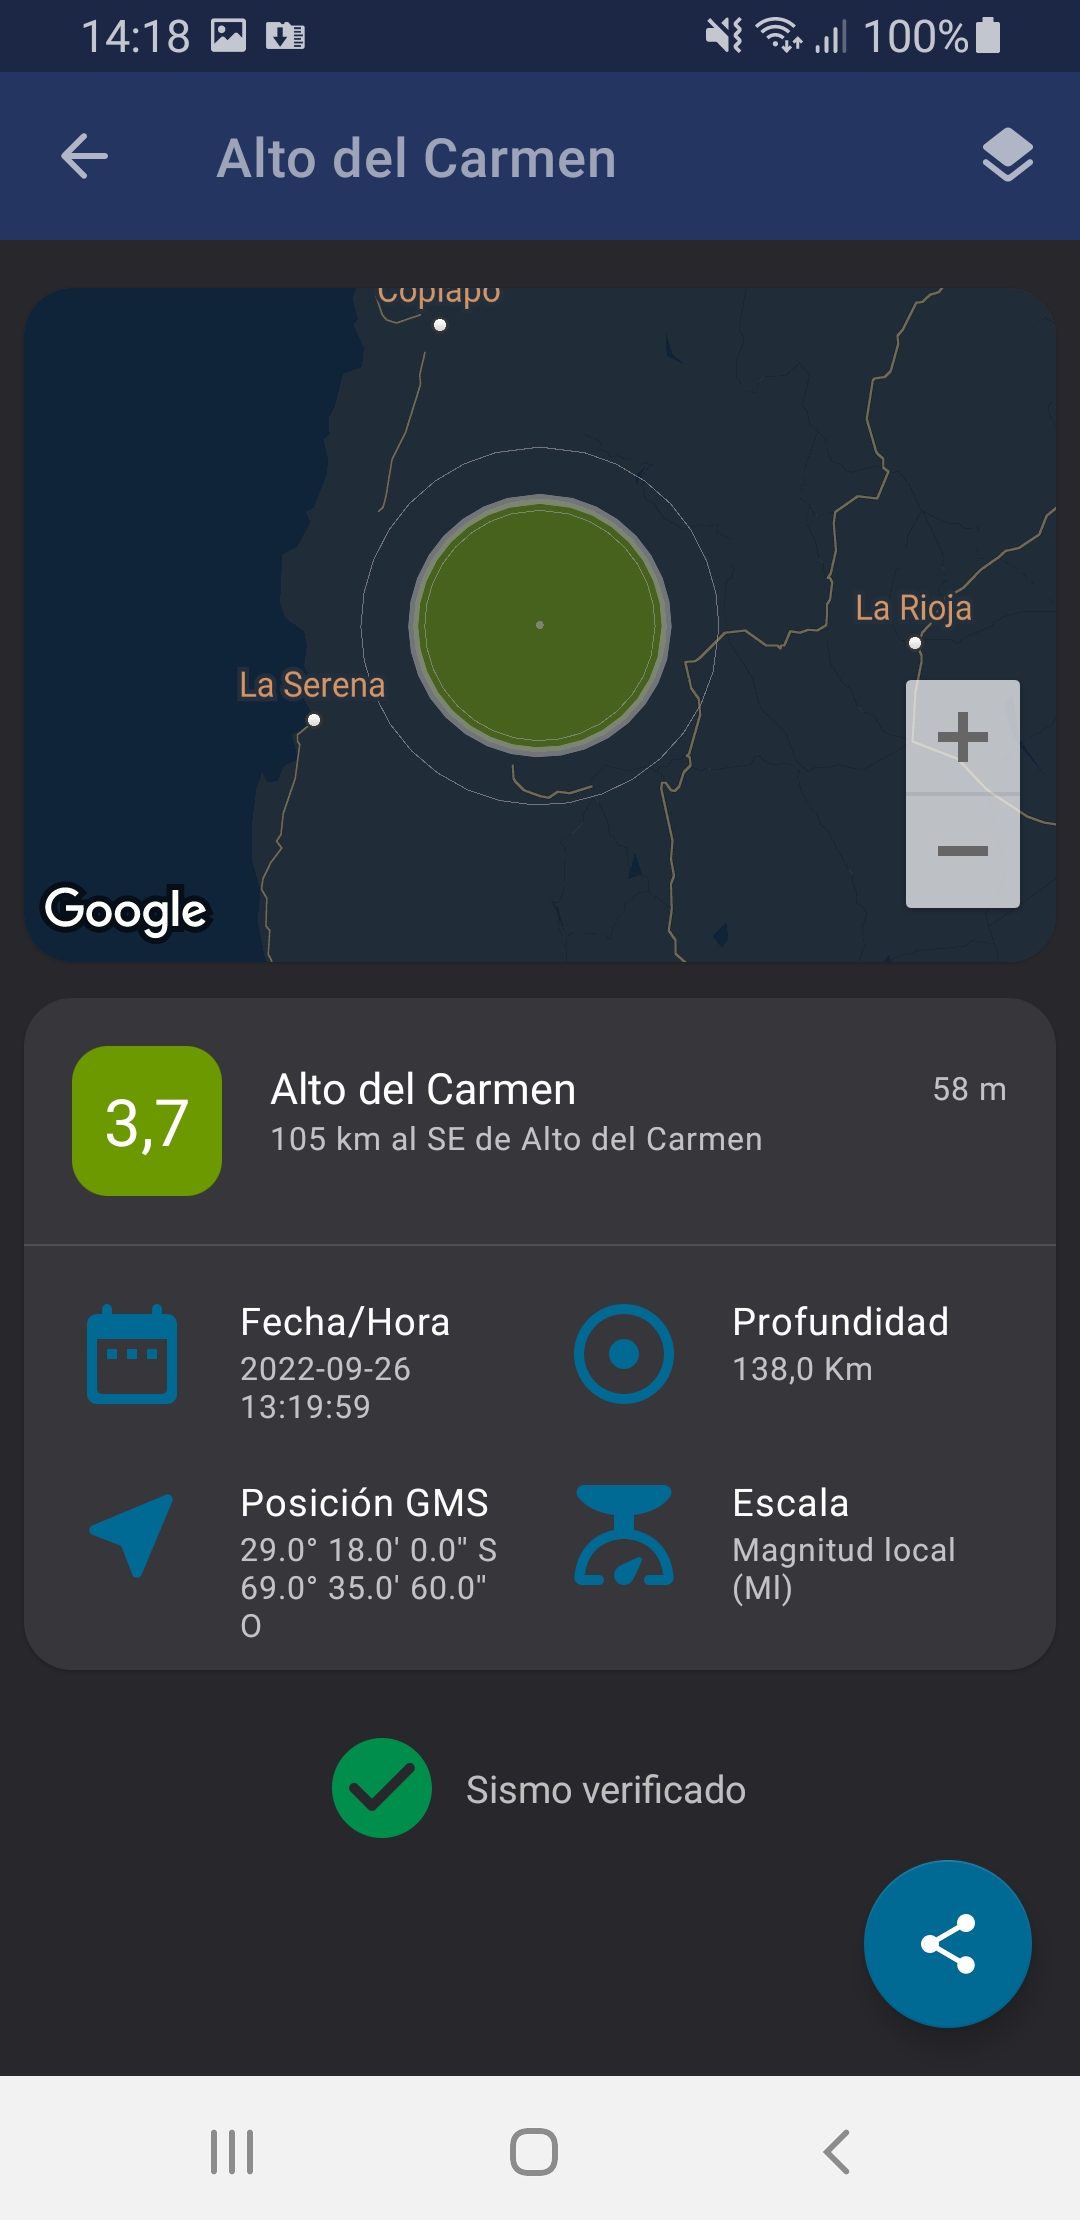 14:18
100%
Alto del Carmen
Copiapó
La Rioja
La Serena
Google
3,7
Alto del Carmen
58 m
105 km al SE de Alto del Carmen
Fecha/Hora
2022-09-26
13:19:59
Profundidad
138,0 Km
Posición GMS
29.0° 18.0' 0.0" S
69.0° 35.0' 60.0"
O
Escala
Magnitud local
(Ml)
Sismo verificado